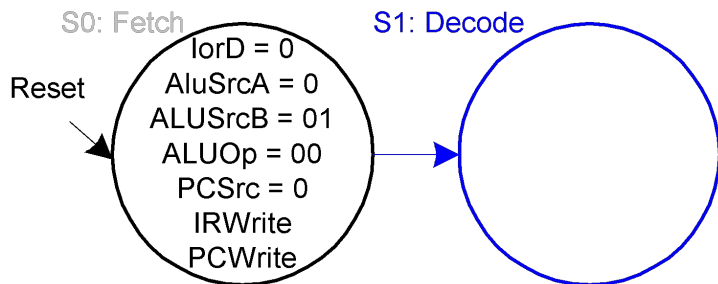 S0: Fetch
S1: Decode
Reset
IorD = 0
AluSrcA = 0
ALUSrcB = 01
ALUOp = 00
PCSrc = 0
IRWrite
PCWrite